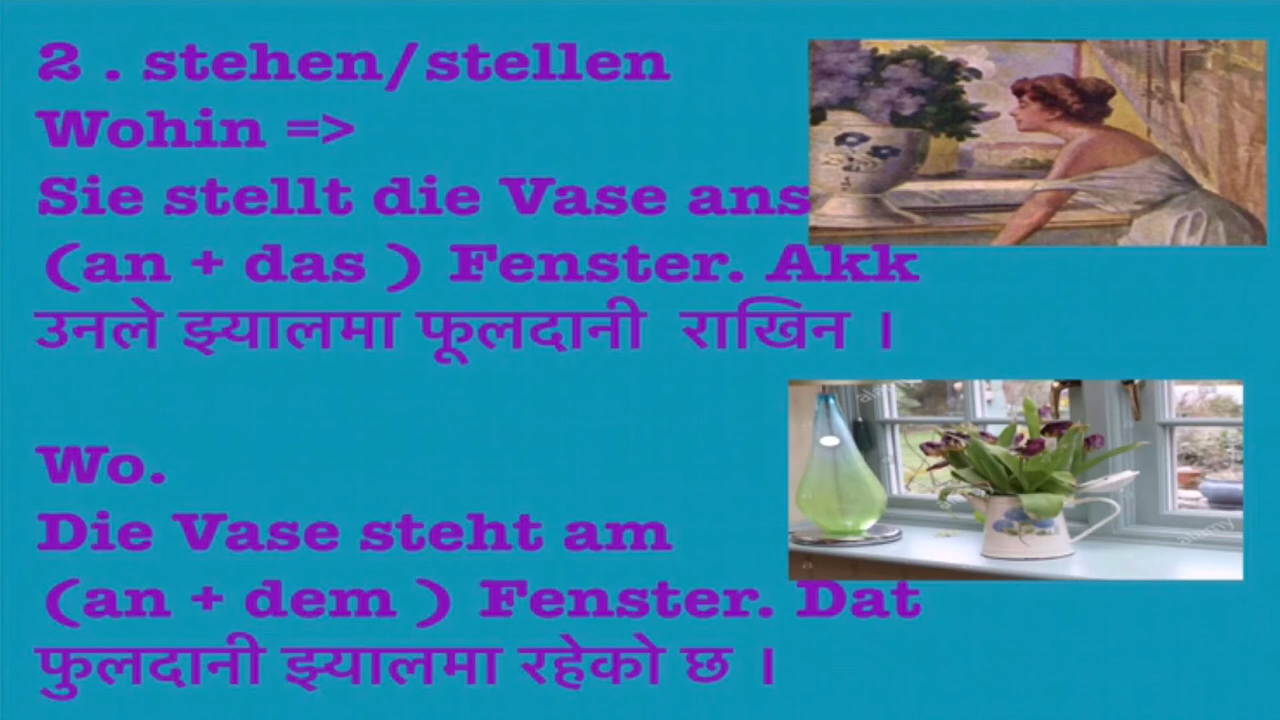 2 . stehen/stellen
Wohin =>
Sie stellt die Vase ans
(an + das ) Fenster. Akk
उनले झ्यालमा फूलदानी राखिन ।
Wo.
Die Vase steht am
(an + dem ) Fenster. Dat
फुलदानी झ्यालमा रहेको छ ।
alamy